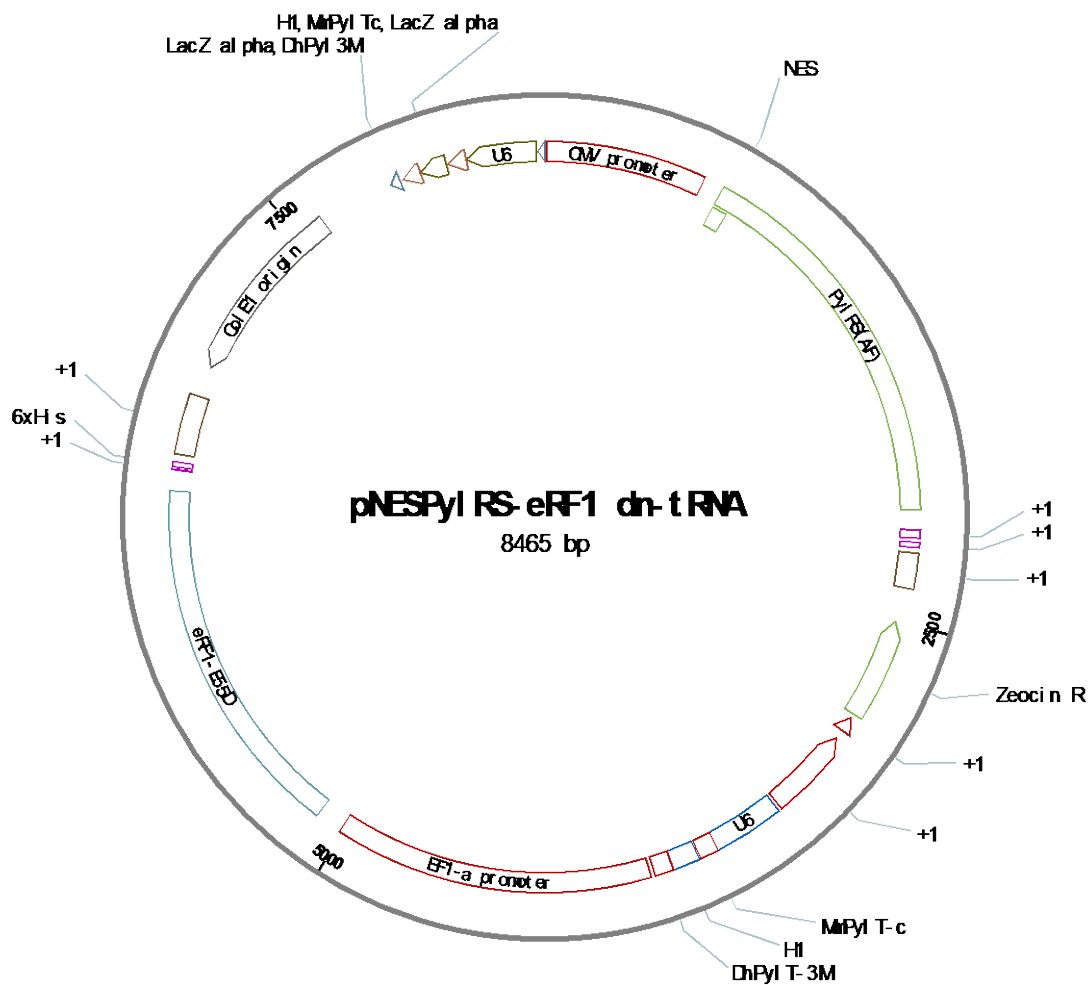 H1, MmPylTc, LacZ alpha
LacZ alpha, DhPyl3M
NES
U6
CMV promoter
7500
ColE1 origin
PylRS(AF)
+1
6xHis
+1
pNESPylRS-eRF1 dn-tRNA
8465 bp
+1
+1
+1
2500
eRF1-E55D
Zeocin R
+1
U6
+1
5000
EF1-a promoter
MmPylT-c
H1
DhPylT-3M